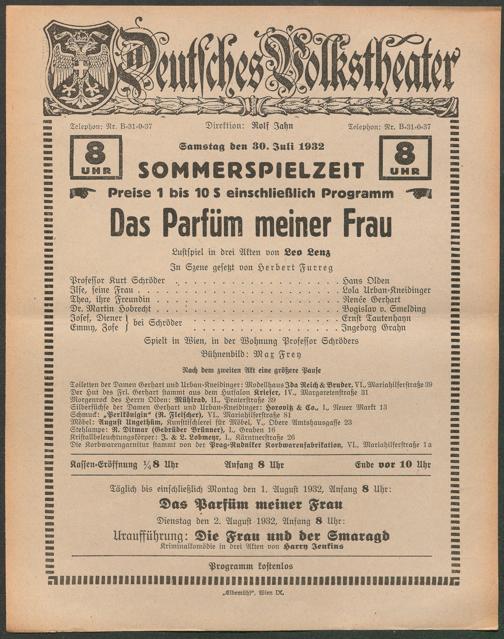 Deutsches Volkstheater
Telephon: Nr. B-31-0-37 Direktion: Rolf Jahn Telephon: Nr. B-31-0-37
8 UHR Samstag den 30. Juli 1932 8 UHR
SOMMERSPIELZEIT
Preise 1 bis 10 S einschließlich Programm
Das Parfüm meiner Frau
Lustspiel in drei Akten von Leo Lenz
In Szene gesetzt von Herbert Furreg
Professor Kurt Schröder . . . Hans Olden
Ilse, seine Frau . . . Lola Urban-Kneidinger
Thea, ihre Freundin . . . Renée Gerhart
Dr. Martin Hobrecht . . . Bogislav v. Smelding
Josef, Diener } bei Schröder . . . Ernst Tautenhayn
Emmy, Zofe } . . . Ingeborg Grahn
Spielt in Wien, in der Wohnung Professor Schröders
Bühnenbild: Max Frey
Nach dem zweiten Akt eine größere Pause
Toiletten der Damen Gerhart und Urban-Kneidinger: Modellhaus Ida Reich & Bruder, VI., Mariahilferstraße 39
Der Hut des Frl. Gerhart stammt aus dem Hutsalon Krieser, IV., Margaretenstraße 31
Morgenrock des Herrn Olden: Mühlrad, II., Praterstraße 39
Silberfüchse der Damen Gerhart und Urban-Kneidinger: Horovitz & Co., I., Neuer Markt 13
Schmuck: „Perlkönigin“ (R. Fleischer), VI., Mariahilferstraße 81
Möbel: August Ungethüm, Kunsttischlerei für Möbel, V., Obere Amtshausgasse 23
Stehlampe: R. Ditmar (Gebrüder Brünner), I., Graben 16
Kristallbeleuchtungskörper: J. & L. Lobmeyr, I., Kärntnerstraße 26
Die Korbwarengarnitur stammt von der Prag-Rudniker Korbwarenfabrikation, VI., Mariahilferstraße 1a
Kassen-Eröffnung ½8 Uhr Anfang 8 Uhr Ende vor 10 Uhr
Täglich bis einschließlich Montag den 1. August 1932, Anfang 8 Uhr:
Das Parfüm meiner Frau
Dienstag den 2. August 1932, Anfang 8 Uhr:
Uraufführung: Die Frau und der Smaragd
Kriminalkomödie in drei Akten von Harry Jenkins
Programm kostenlos
„Elbemühl“, Wien IX.